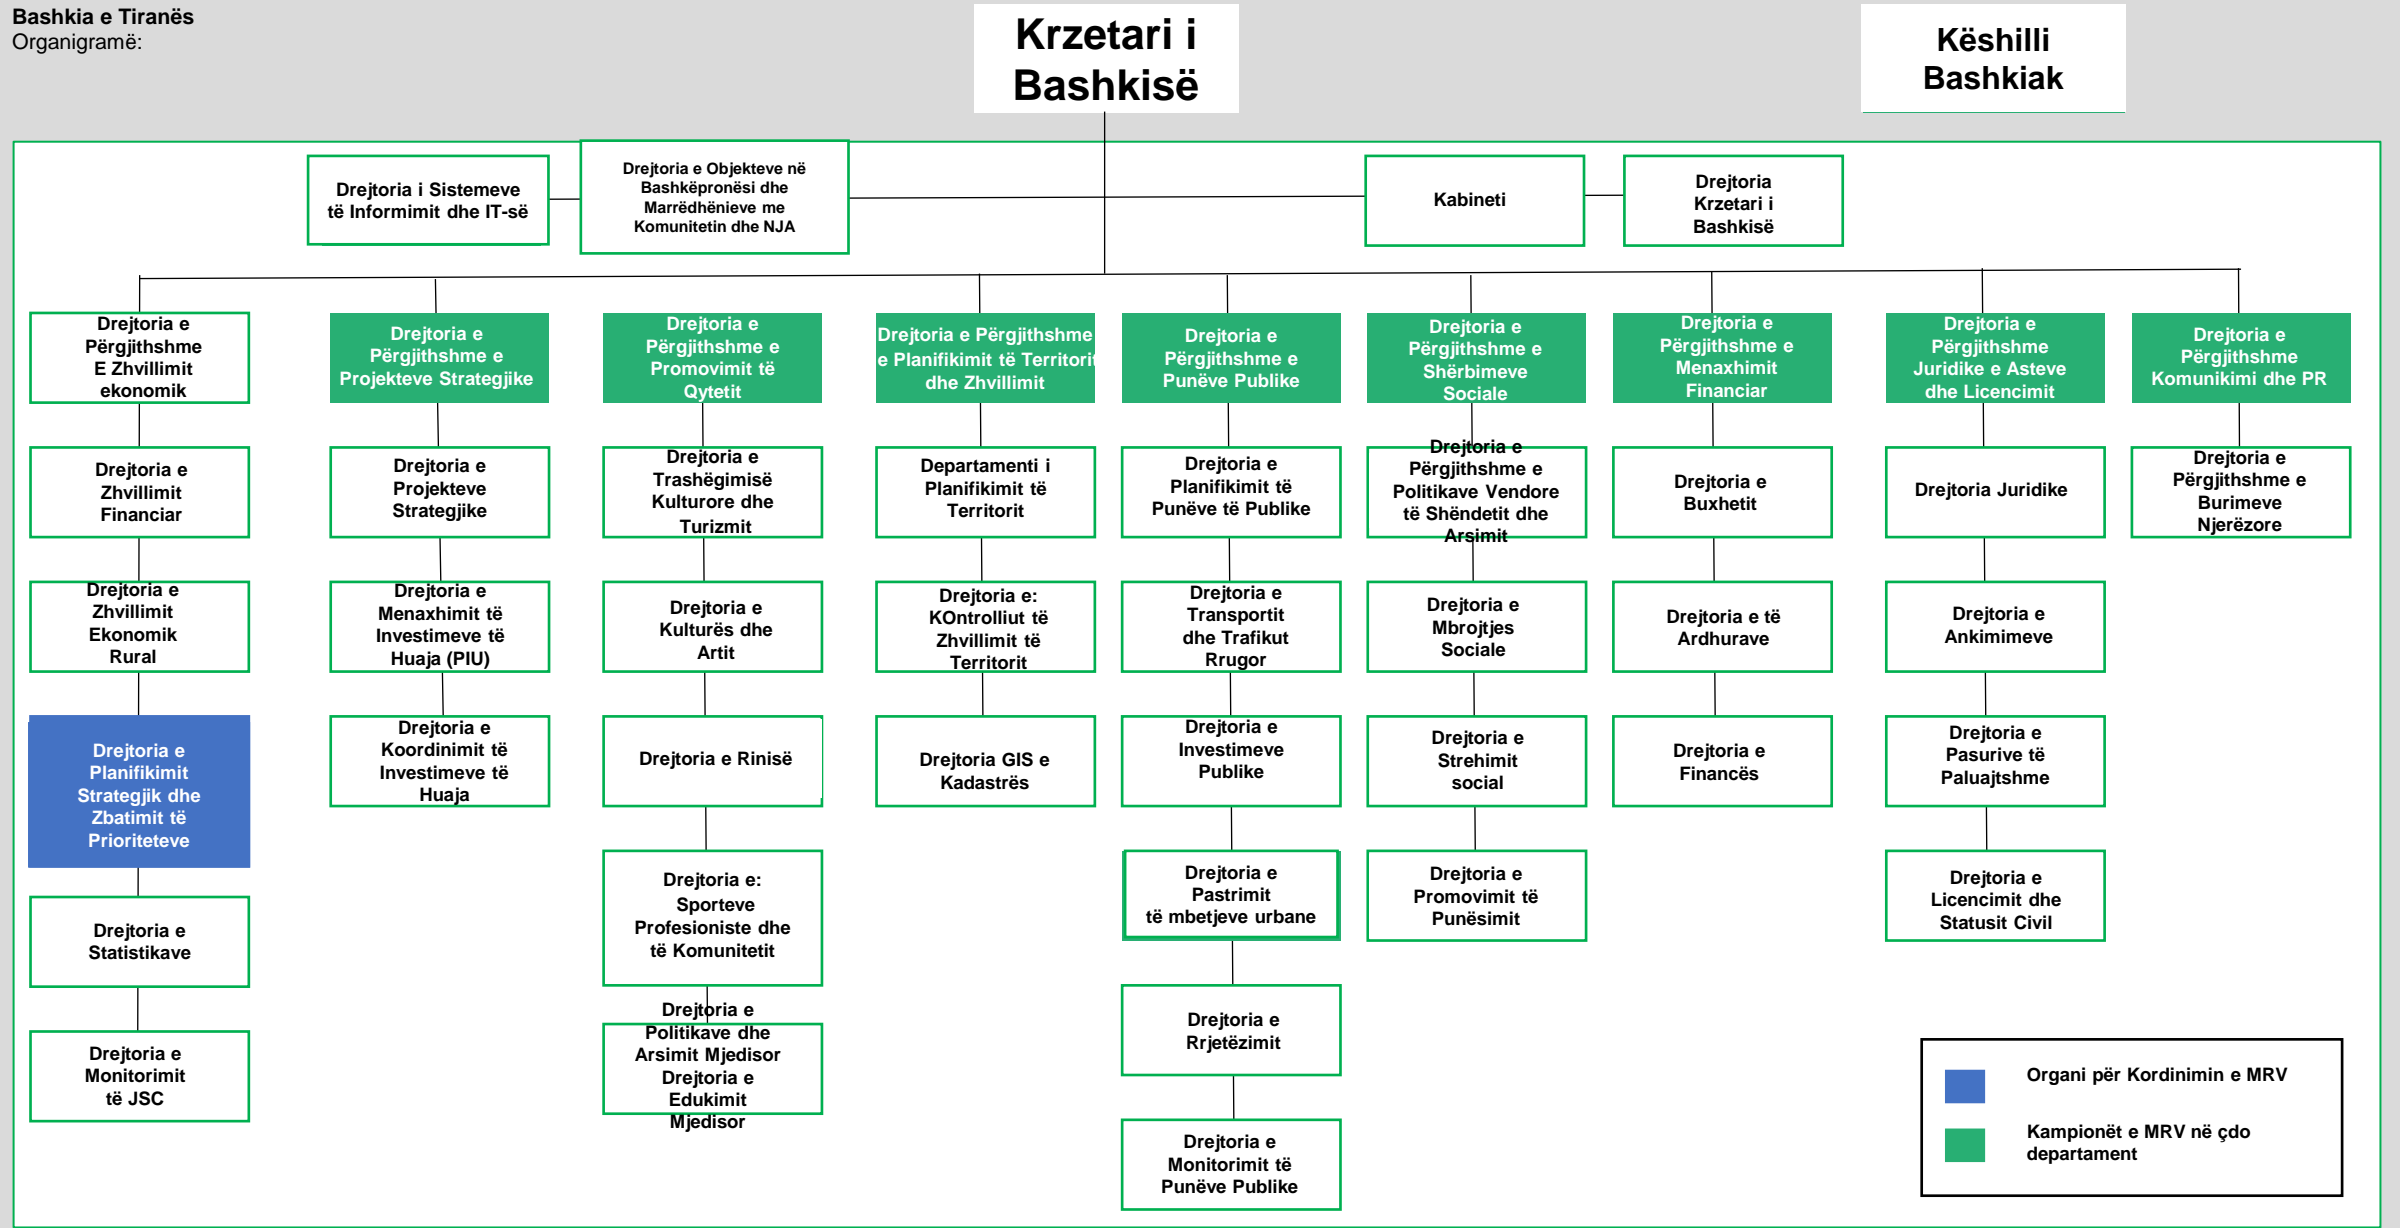 Bashkia e Tiranës
Organigramë:
Krzetari i
Bashkisë
Këshilli
Bashkiak
Drejtoria i Sistemeve
të Informimit dhe IT-së
Drejtoria e Objekteve në
Bashkëpronësi dhe
Marrëdhënieve me
Komunitetin dhe NJA
Kabineti
Drejtoria
Krzetari i
Bashkisë
Drejtoria e
Përgjithshme
E Zhvillimit
ekonomik
Drejtoria e
Përgjithshme e
Projekteve Strategjike
Drejtoria e
Përgjithshme e
Promovimit të
Qytetit
Drejtoria e Përgjithshme
e Planifikimit të Territorit
dhe Zhvillimit
Drejtoria e
Përgjithshme e
Punëve Publike
Drejtoria e
Përgjithshme e
Shërbimeve
Sociale
Drejtoria e
Përgjithshme e
Menaxhimit
Financiar
Drejtoria e
Përgjithshme
Juridike e Asteve
dhe Licencimit
Drejtoria e
Përgjithshme
Komunikimi dhe PR
Drejtoria e
Zhvillimit
Financiar
Drejtoria e
Projekteve
Strategjike
Drejtoria e
Trashëgimisë
Kulturore dhe
Turizmit
Departamenti i
Planifikimit të
Territorit
Drejtoria e
Planifikimit të
Punëve të Publike
Drejtoria e
Përgjithshme e
Politikave Vendore
të Shëndetit dhe
Arsimit
Drejtoria e
Buxhetit
Drejtoria Juridike
Drejtoria e
Përgjithshme e
Burimeve
Njerëzore
Drejtoria e
Zhvillimit
Ekonomik
Rural
Drejtoria e
Menaxhimit të
Investimeve të
Huaja (PIU)
Drejtoria e
Kulturës dhe
Artit
Drejtoria e:
KOntrolliut të
Zhvillimit të
Territorit
Drejtoria e
Transportit
dhe Trafikut
Rrugor
Drejtoria e
Mbrojtjes
Sociale
Drejtoria e të
Ardhurave
Drejtoria e
Ankimimeve
Drejtoria e
Planifikimit
Strategjik dhe
Zbatimit të
Prioriteteve
Drejtoria e
Koordinimit të
Investimeve të
Huaja
Drejtoria e Rinisë
Drejtoria GIS e
Kadastrës
Drejtoria e
Investimeve
Publike
Drejtoria e
Strehimit
social
Drejtoria e
Financës
Drejtoria e
Pasurive të
Paluajtshme
Drejtoria e
Statistikave
Drejtoria e:
Sporteve
Profesioniste dhe
të Komunitetit
Drejtoria e
Pastrimit
të mbetjeve urbane
Drejtoria e
Promovimit të
Punësimit
Drejtoria e
Licencimit dhe
Statusit Civil
Drejtoria e
Monitorimit
të JSC
Drejtoria e
Politikave dhe
Arsimit Mjedisor
Drejtoria e
Edukimit
Mjedisor
Drejtoria e
Rrjetëzimit
Drejtoria e
Monitorimit të
Punëve Publike
Organi për Kordinimin e MRV
Kampionët e MRV në çdo
departament